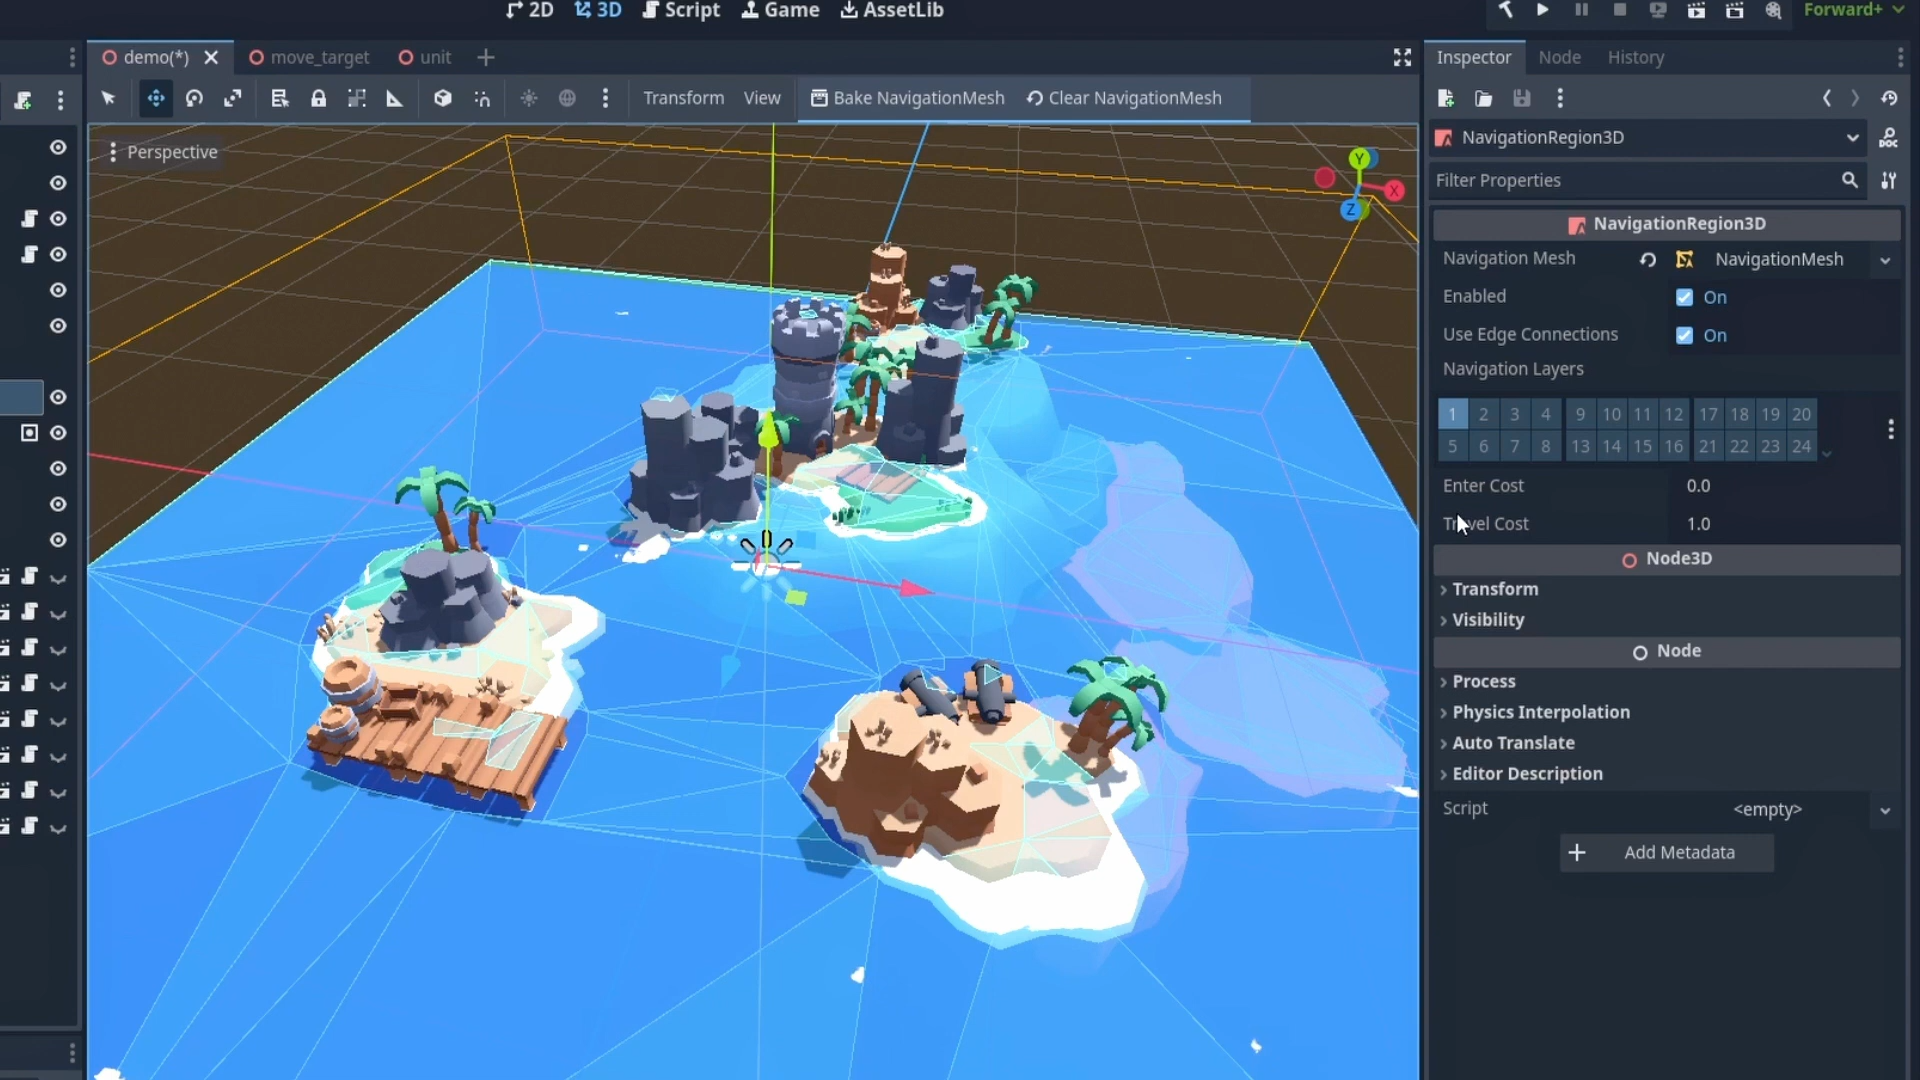 2D 3D Script Game AssetLib
Forward+
demo(*) move_target unit
Transform View Bake NavigationMesh Clear NavigationMesh
Perspective
Y
X
Z
Inspector Node History
NavigationRegion3D
DOC
Filter Properties
NavigationRegion3D
Navigation Mesh NavigationMesh
Enabled On
Use Edge Connections On
Navigation Layers
1 2 3 4 9 10 11 12 17 18 19 20
5 6 7 8 13 14 15 16 21 22 23 24
Enter Cost 0.0
Cost 1.0
Node3D
Transform
Visibility
Node
Process
Physics Interpolation
Auto Translate
Editor Description
Script <empty>
Add Metadata